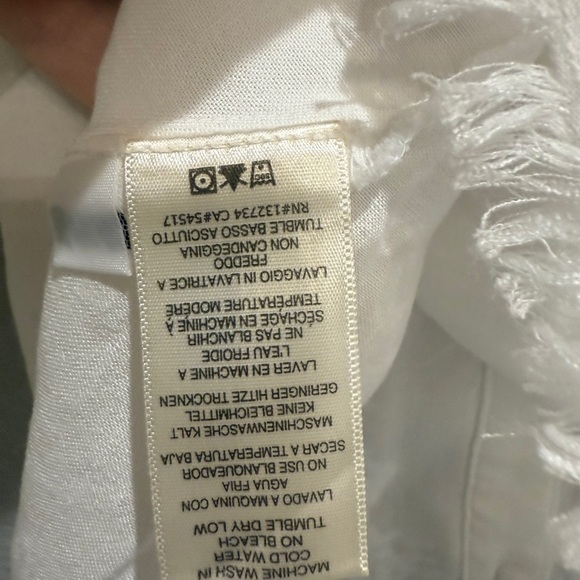 MACHINE WASH IN
COLD WATER
NO BLEACH
TUMBLE DRY LOW
LAVADO A MAQUINA CON
AGUA FRIA
NO USE BLANQUEADOR
SECAR A TEMPERATURA BAJA
MASCHINENWASCHE KALT
KEINE BLEICHMITTEL
GERINGER HITZE TROCKNEN
LAVER EN MACHINE A
L'EAU FROIDE
NE PAS BLANCHIR
SÉCHAGE EN MACHINE À
TEMPERATURE MODÈRÈ
LAVAGGIO IN LAVATRICE A
FREDDO
NON CANDEGGINA
TUMBLE BASSO ASCIUTTO
RN#132734 CA#54517